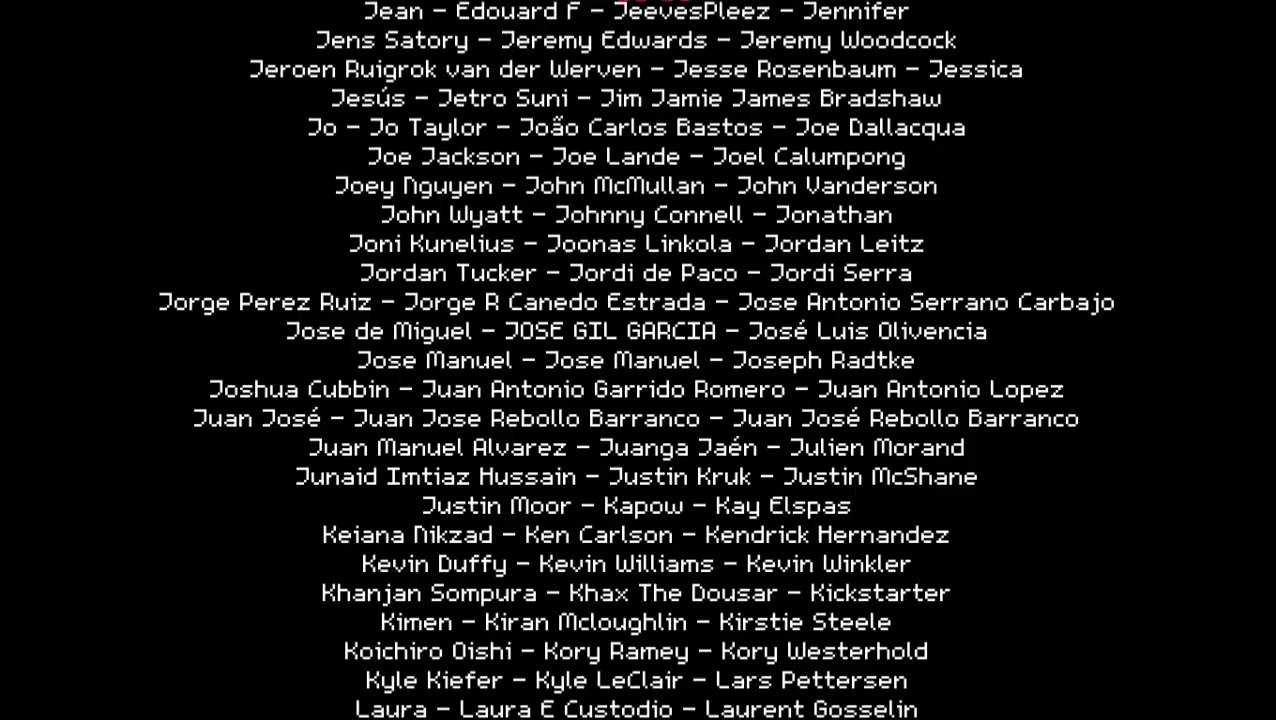 Jean - Edouard F - JeevesPleez - Jennifer
Jens Satory - Jeremy Edwards - Jeremy Woodcock
Jeroen Ruigrok van der Werven - Jesse Rosenbaum - Jessica
Jesús - Jetro Suni - Jim Jamie James Bradshaw
Jo - Jo Taylor - João Carlos Bastos - Joe Dallacqua
Joe Jackson - Joe Lande - Joel Calumpong
Joey Nguyen - John McMullan - John Vanderson
John Wyatt - Johnny Connell - Jonathan
Joni Kunelius - Joonas Linkola - Jordan Leitz
Jordan Tucker - Jordi de Paco - Jordi Serra
Jorge Perez Ruiz - Jorge R Canedo Estrada - Jose Antonio Serrano Carbajo
Jose de Miguel - JOSE GIL GARCIA - José Luis Olivencia
Jose Manuel - Jose Manuel - Joseph Radtke
Joshua Cubbin - Juan Antonio Garrido Romero - Juan Antonio Lopez
Juan José - Juan Jose Rebollo Barranco - Juan José Rebollo Barranco
Juan Manuel Alvarez - Juanga Jaén - Julien Morand
Junaid Imtiaz Hussain - Justin Kruk - Justin McShane
Justin Moor - Kapow - Kay Elspas
Keiana Nikzad - Ken Carlson - Kendrick Hernandez
Kevin Duffy - Kevin Williams - Kevin Winkler
Khanjan Sompura - Khax The Dousar - Kickstarter
Kimen - Kiran Mcloughlin - Kirstie Steele
Koichiro Oishi - Kory Ramey - Kory Westerhold
Kyle Kiefer - Kyle LeClair - Lars Pettersen
Laura - Laura E Custodio - Laurent Gosselin